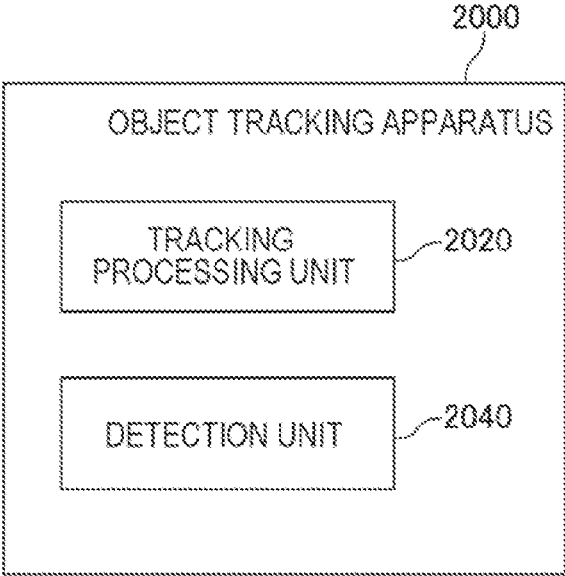 2000
OBJECT TRACKING APPARATUS
TRACKING
PROCESSING UNIT
2020
DETECTION UNIT
2040